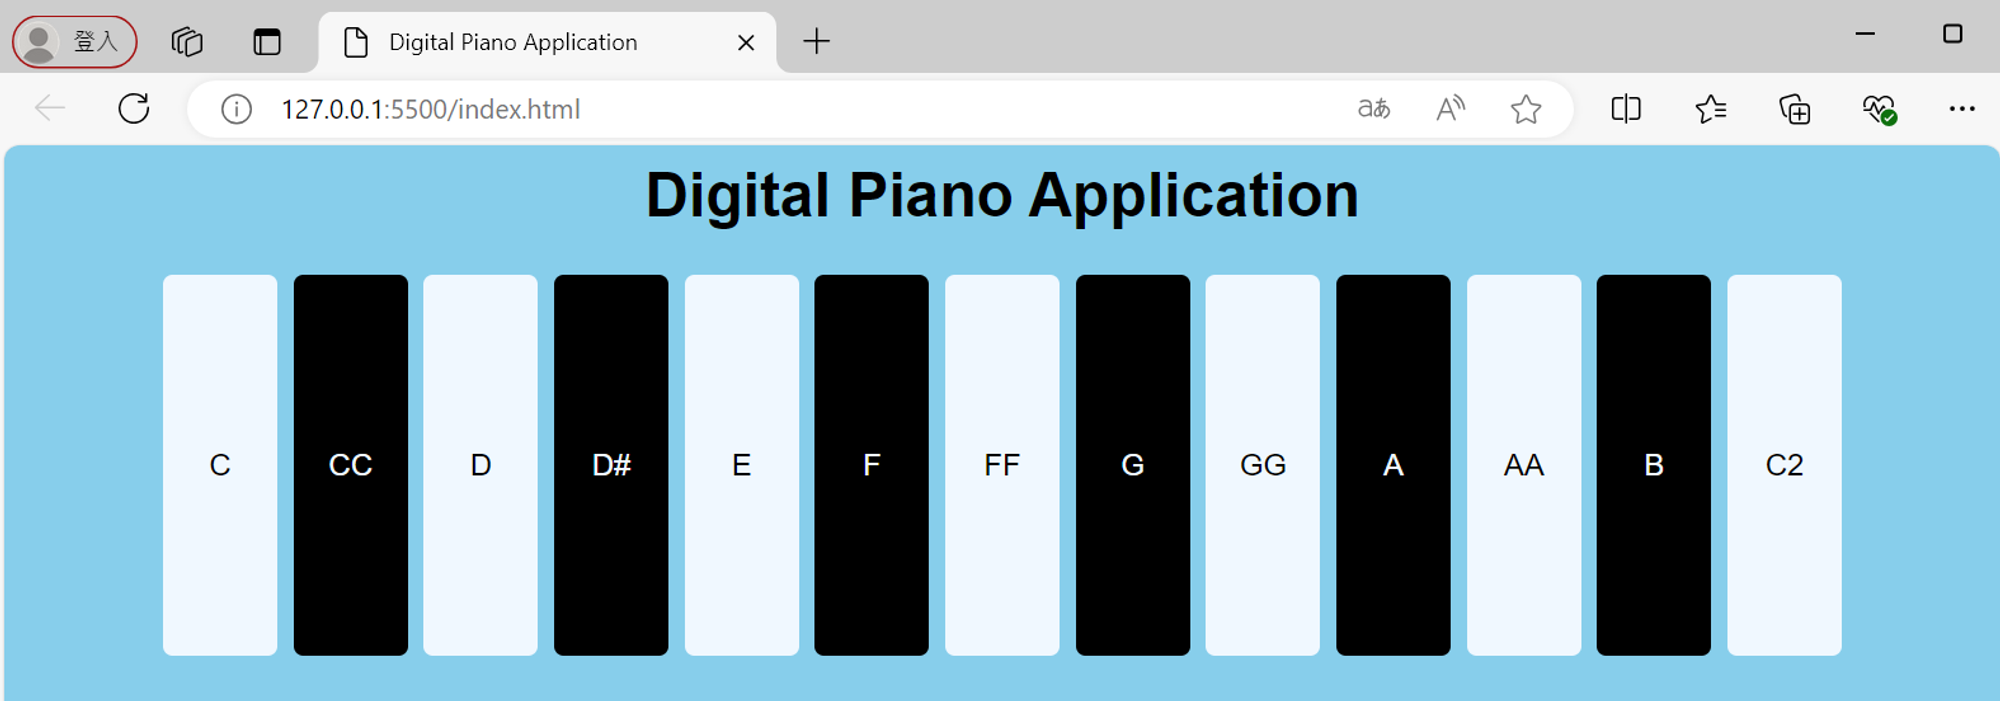 登入
Digital Piano Application
127.0.0.1:5500/index.html
aあ
A
Digital Piano Application
C CC D D# E F FF G GG A AA B C2